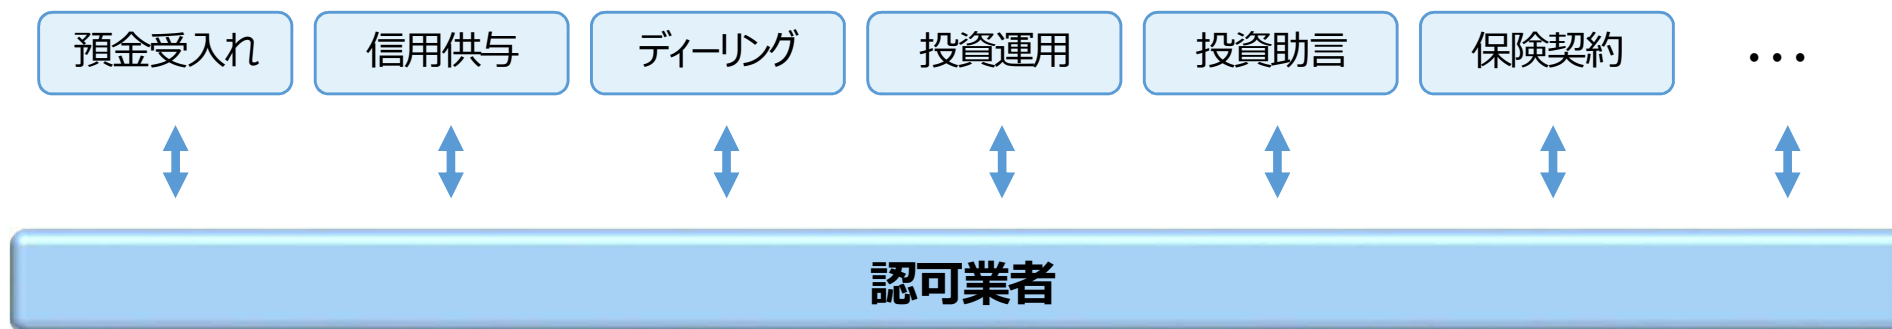 預金受入れ
信用供与
ディーリング
投資運用
投資助言
保険契約
・・・
認可業者